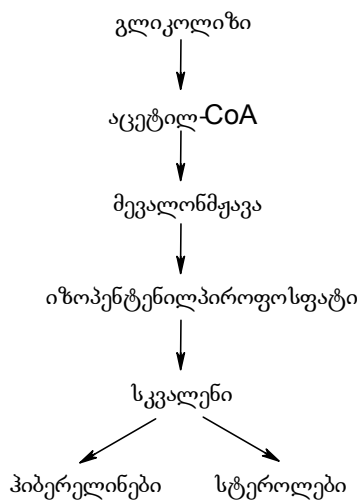 გლიკოლიზი
აცეტილ-CoA
მევალონმჟავა
იზოპენტენილპიროფოსფატი
სკვალენი
ჰიბერელინები სტეროლები